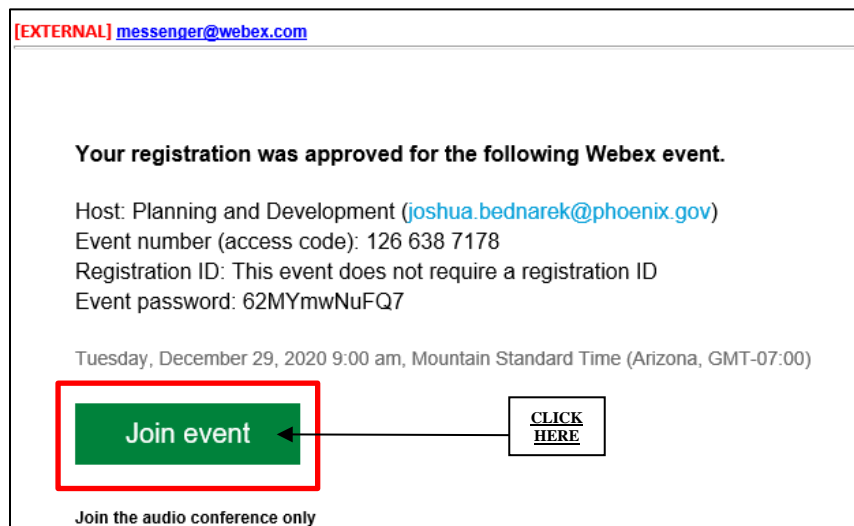 [EXTERNAL] messenger@webex.com
Your registration was approved for the following Webex event.
Host: Planning and Development (joshua.bednarek@phoenix.gov)
Event number (access code): 126 638 7178
Registration ID: This event does not require a registration ID
Event password: 62MYmwNuFQ7
Tuesday, December 29, 2020 9:00 am, Mountain Standard Time (Arizona, GMT-07:00)
Join event
CLICK
HERE
Join the audio conference only